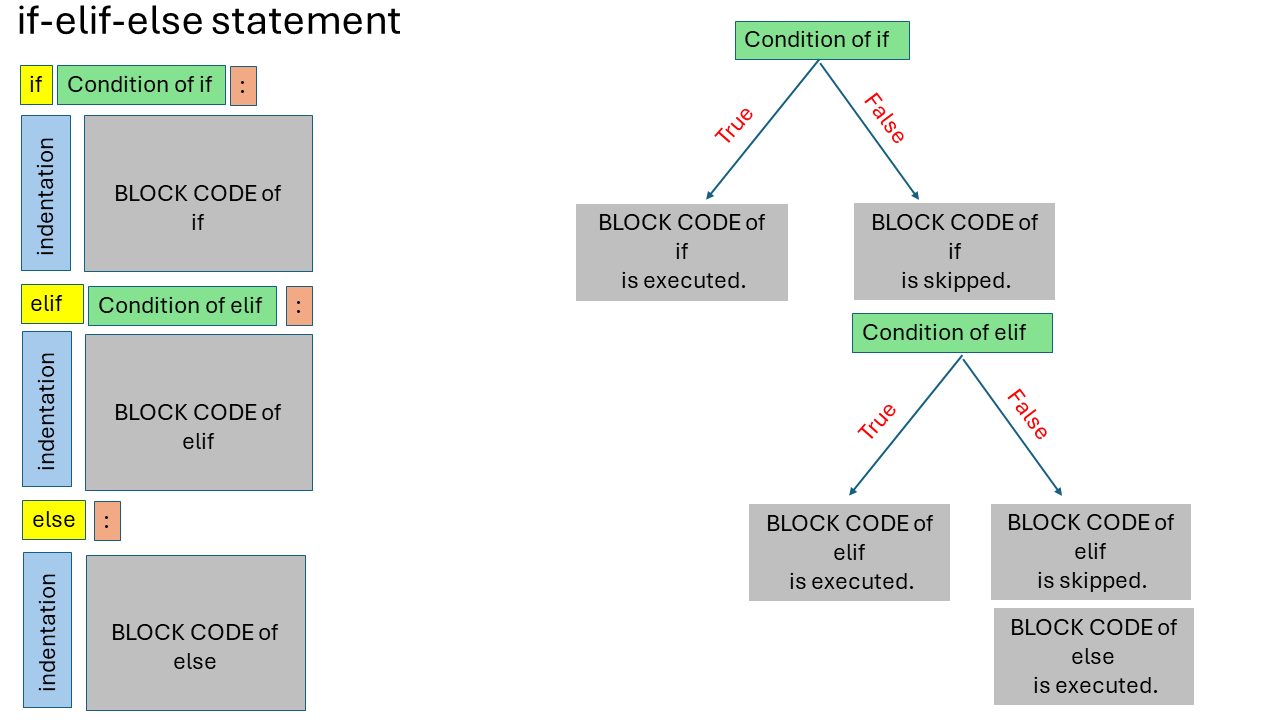 if-elif-else statement
if Condition of if :
indentation
BLOCK CODE of
if
elif Condition of elif :
indentation
BLOCK CODE of
elif
else :
indentation
BLOCK CODE of
else
Condition of if
True
False
BLOCK CODE of
if
is executed.
BLOCK CODE of
if
is skipped.
Condition of elif
True
False
BLOCK CODE of
elif
is executed.
BLOCK CODE of
elif
is skipped.
BLOCK CODE of
else
is executed.